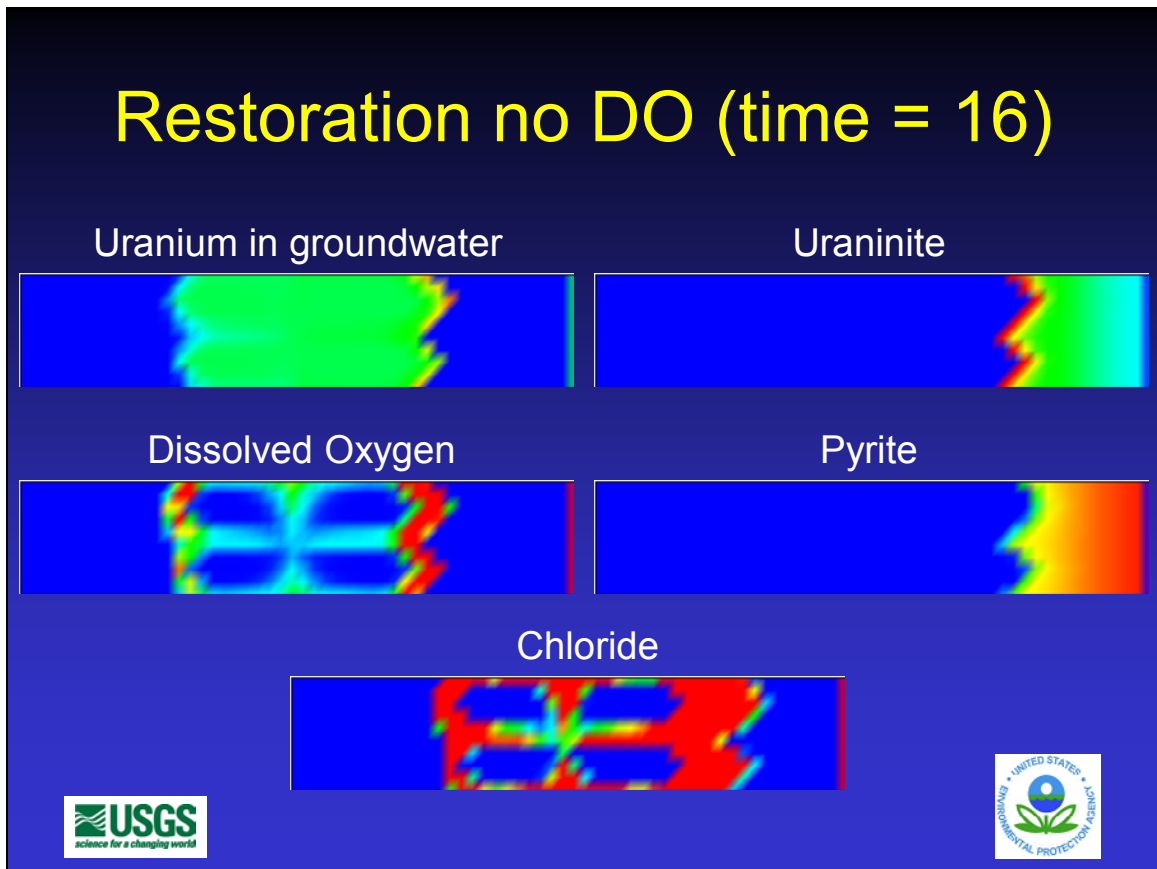 Restoration no DO (time = 16)
Uranium in groundwater
Uraninite
Dissolved Oxygen
Pyrite
Chloride
USGS
science for a changing world
UNITED STATES
ENVIRONMENTAL PROTECTION AGENCY